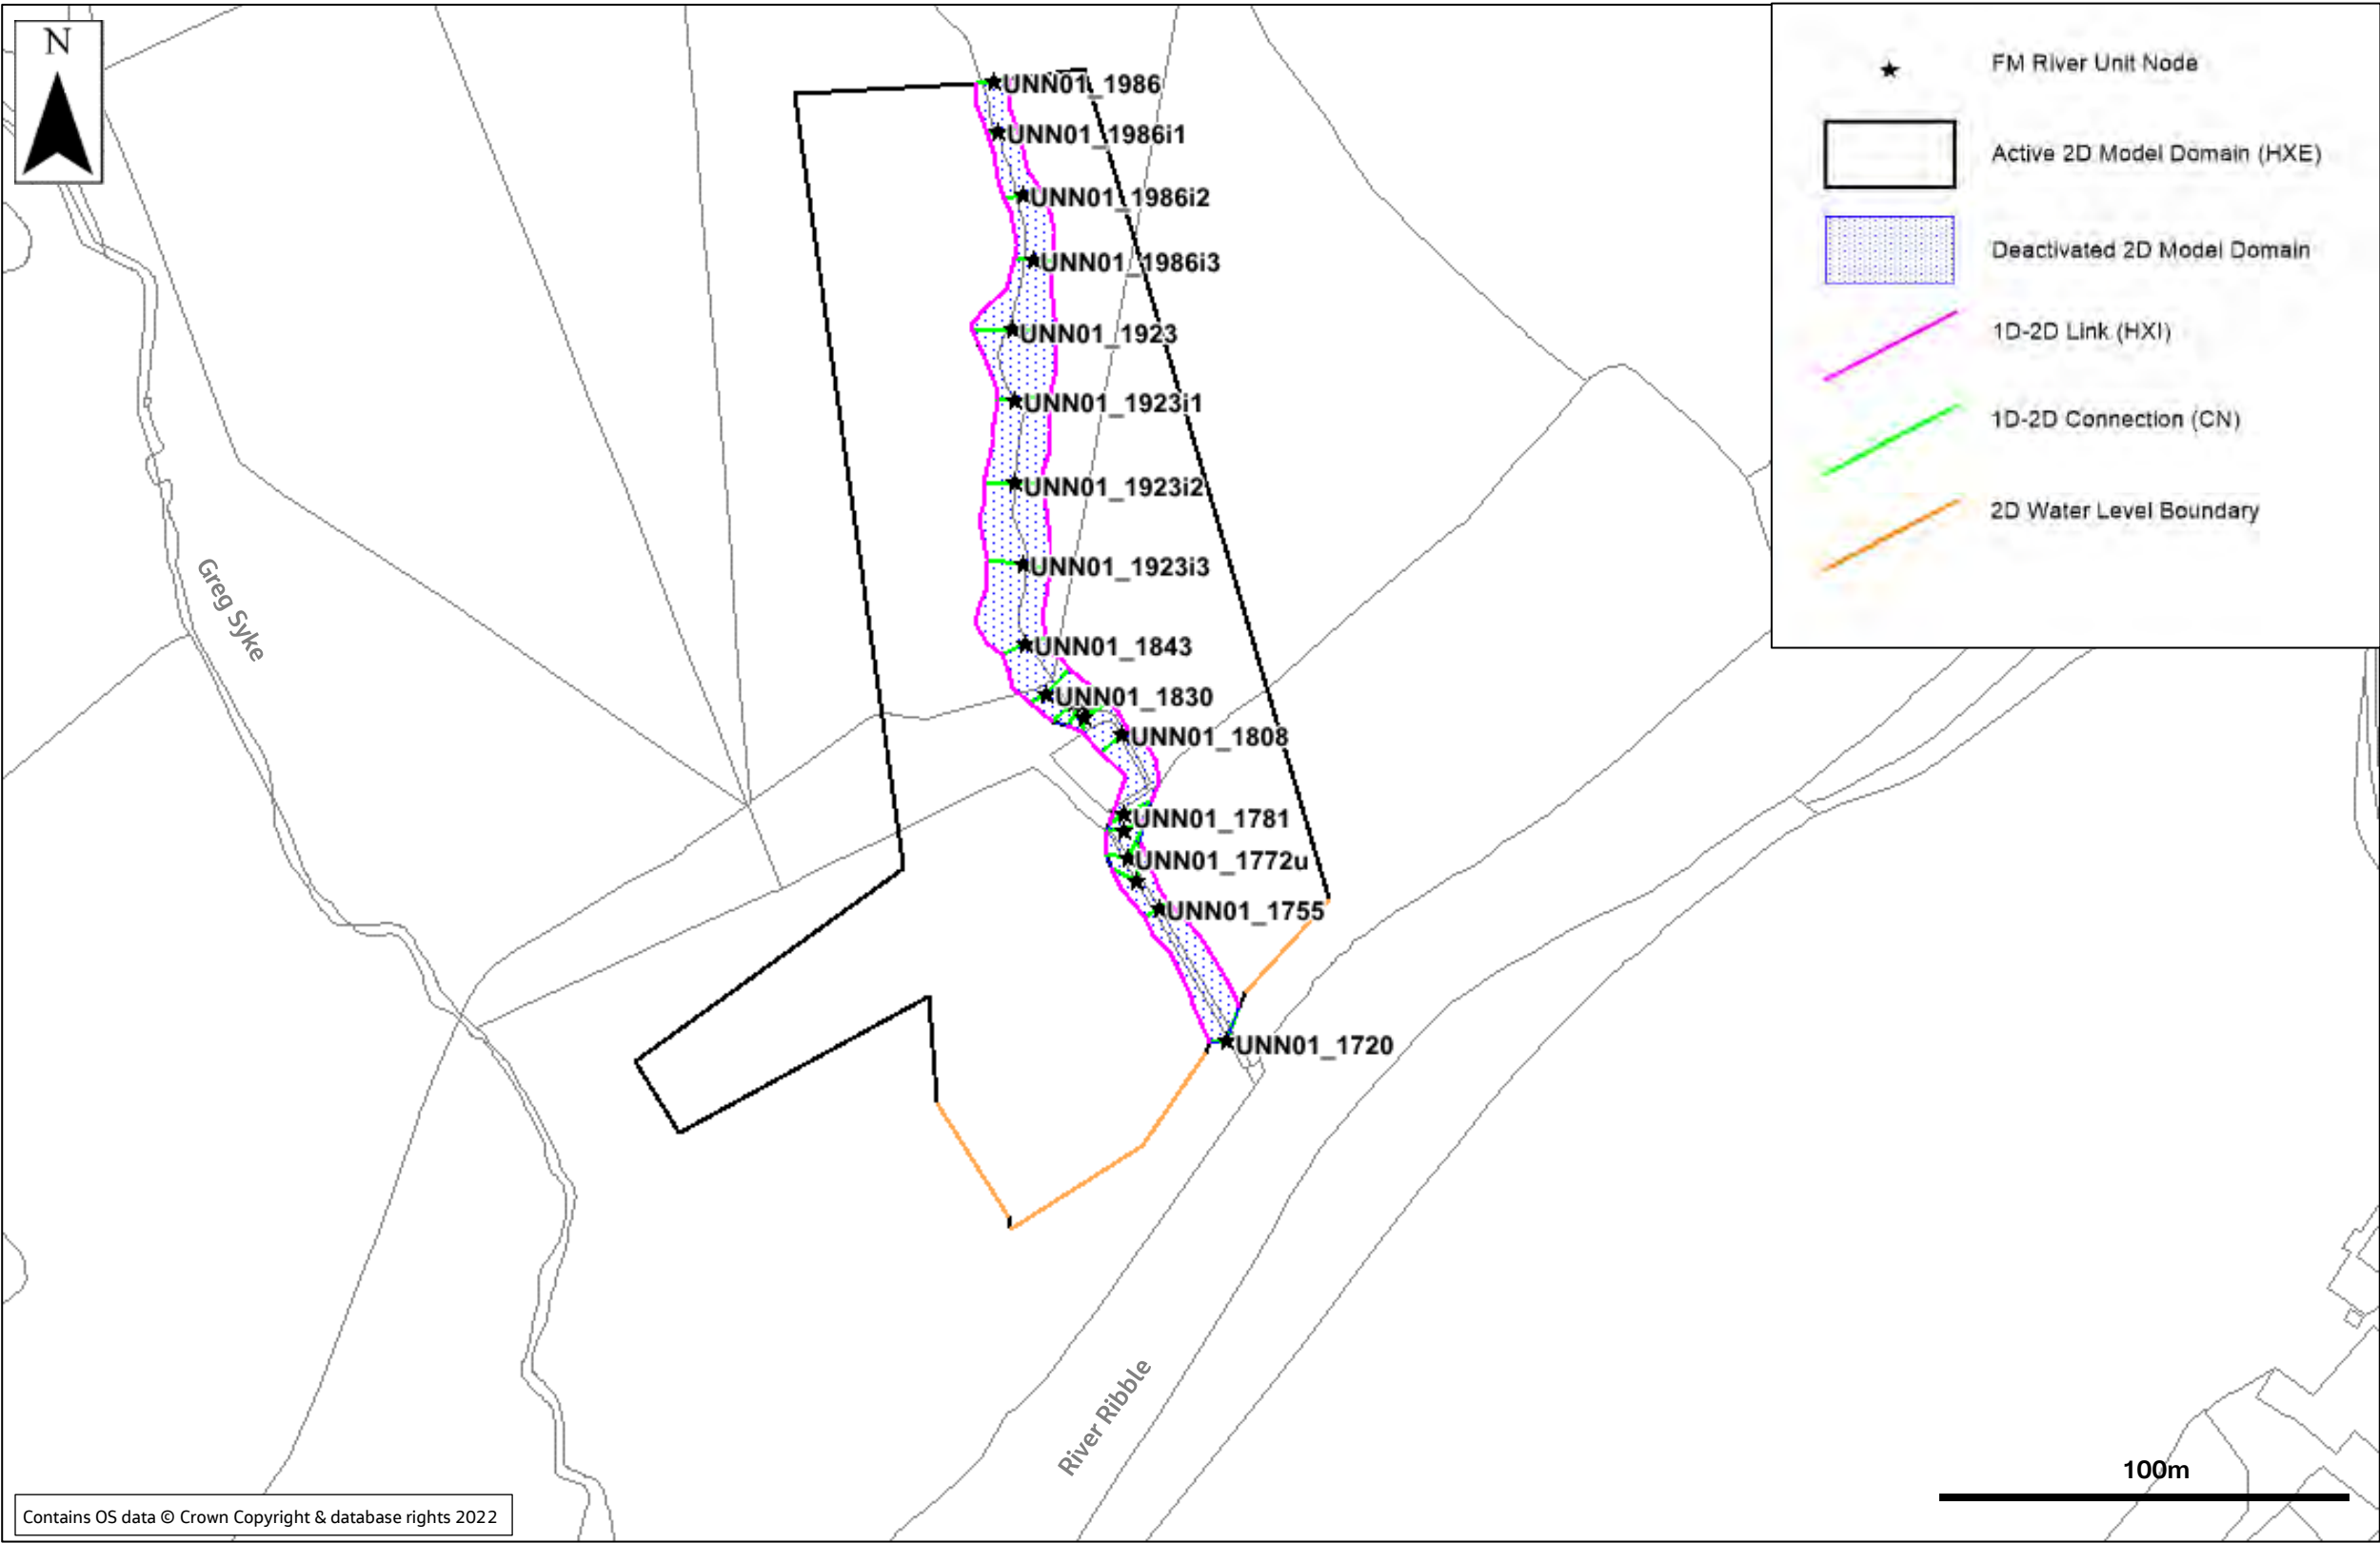 N
FM River Unit Node
Active 2D Model Domain (HXE)
Deactivated 2D Model Domain
1D-2D Link (HXI)
1D-2D Connection (CN)
2D Water Level Boundary
UNN01_1986
UNN01_1986i1
UNN01_1986i2
UNN01_1986i3
UNN01_1923
UNN01_1923i1
UNN01_1923i2
UNN01_1923i3
UNN01_1843
UNN01_1830
UNN01_1808
UNN01_1781
UNN01_1772u
UNN01_1755
UNN01_1720
Greg Syke
River Ribble
100m
Contains OS data © Crown Copyright & database rights 2022